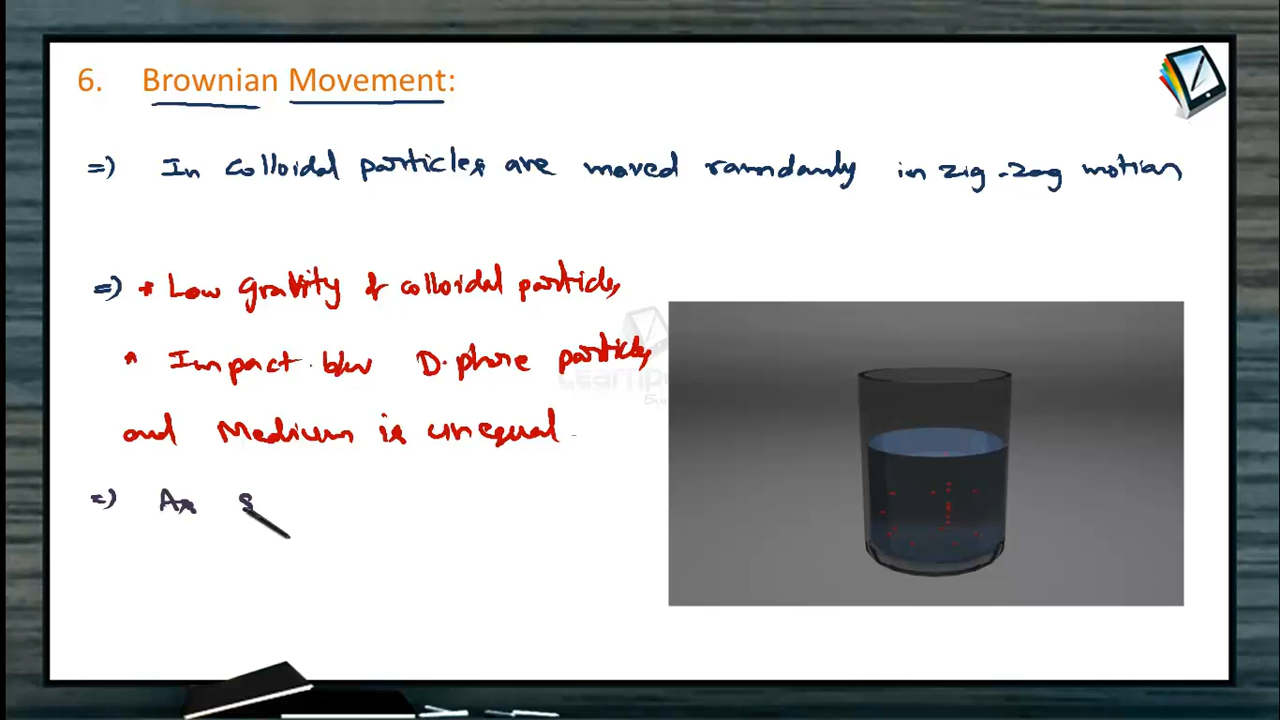 6. Brownian Movement:
=) In colloidal particles are moved ramndamly in zig-zag motion
=) * Low gravity of colloidal particles
* Impact b/w D.phase particles
and Medium is unequal
=) As s